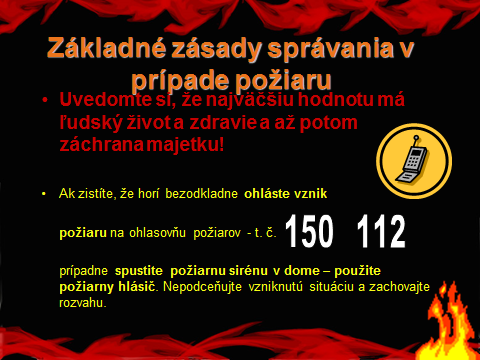 Základné zásady správania v
prípade požiaru
• Uvedomte si, že najväčšiu hodnotu má
ľudský život a zdravie a až potom
záchrana majetku!
• Ak zistíte, že horí bezodkladne ohláste vznik
požiaru na ohlasovňu požiarov - t. č. 150 112
prípadne spustite požiarnu sirénu v dome – použite
požiarny hlásič. Nepodceňujte vzniknutú situáciu a zachovajte
rozvahu.